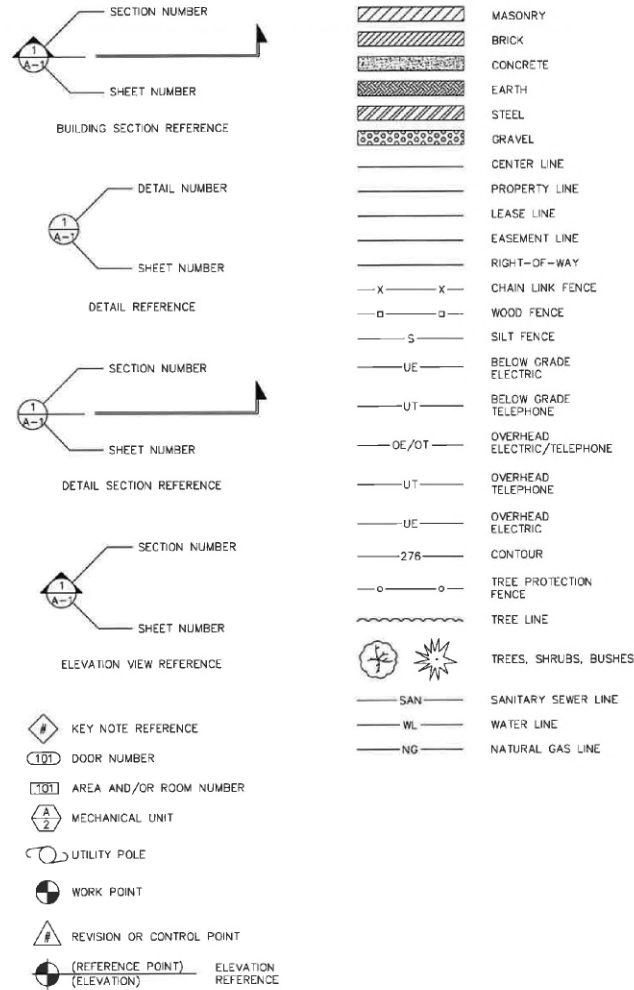 SECTION NUMBER
1
A-1
SHEET NUMBER
BUILDING SECTION REFERENCE
DETAIL NUMBER
1
A-1
SHEET NUMBER
DETAIL REFERENCE
SECTION NUMBER
1
A-1
SHEET NUMBER
DETAIL SECTION REFERENCE
SECTION NUMBER
1
A-1
SHEET NUMBER
ELEVATION VIEW REFERENCE
# KEY NOTE REFERENCE
101 DOOR NUMBER
101 AREA AND/OR ROOM NUMBER
A
2
MECHANICAL UNIT
UTILITY POLE
WORK POINT
# REVISION OR CONTROL POINT
(REFERENCE POINT)
(ELEVATION)
ELEVATION
REFERENCE
MASONRY
BRICK
CONCRETE
EARTH
STEEL
GRAVEL
CENTER LINE
PROPERTY LINE
LEASE LINE
EASEMENT LINE
RIGHT-OF-WAY
X X CHAIN LINK FENCE
WOOD FENCE
S SILT FENCE
UE BELOW GRADE
ELECTRIC
UT BELOW GRADE
TELEPHONE
OE/OT OVERHEAD
ELECTRIC/TELEPHONE
UT OVERHEAD
TELEPHONE
UE OVERHEAD
ELECTRIC
276 CONTOUR
TREE PROTECTION
FENCE
TREE LINE
TREES, SHRUBS, BUSHES
SAN SANITARY SEWER LINE
WL WATER LINE
NG NATURAL GAS LINE